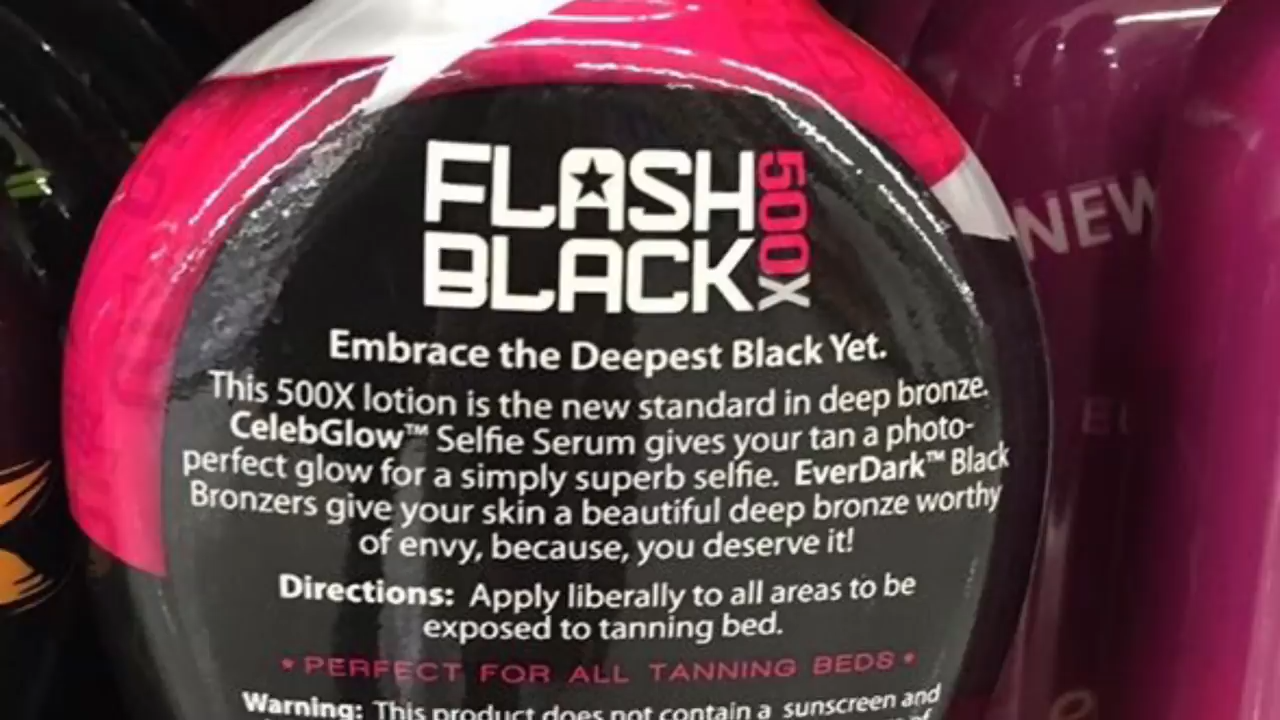 FLASH
BLACK
500X
Embrace the Deepest Black Yet.
This 500X lotion is the new standard in deep bronze.
CelebGlow™ Selfie Serum gives your tan a photo-
perfect glow for a simply superb selfie. EverDark™ Black
Bronzers give your skin a beautiful deep bronze worthy
of envy, because, you deserve it!
Directions: Apply liberally to all areas to be
exposed to tanning bed.
* PERFECT FOR ALL TANNING BEDS *
Warning: This product does not contain a sunscreen and
of
NEW